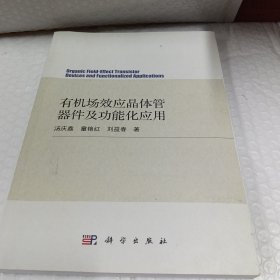 Organic Field-Effect Transistor
Devices and Functionalized Applications
有机场效应晶体管
器件及功能化应用
汤庆鑫 童艳红 刘益春 著
科学出版社